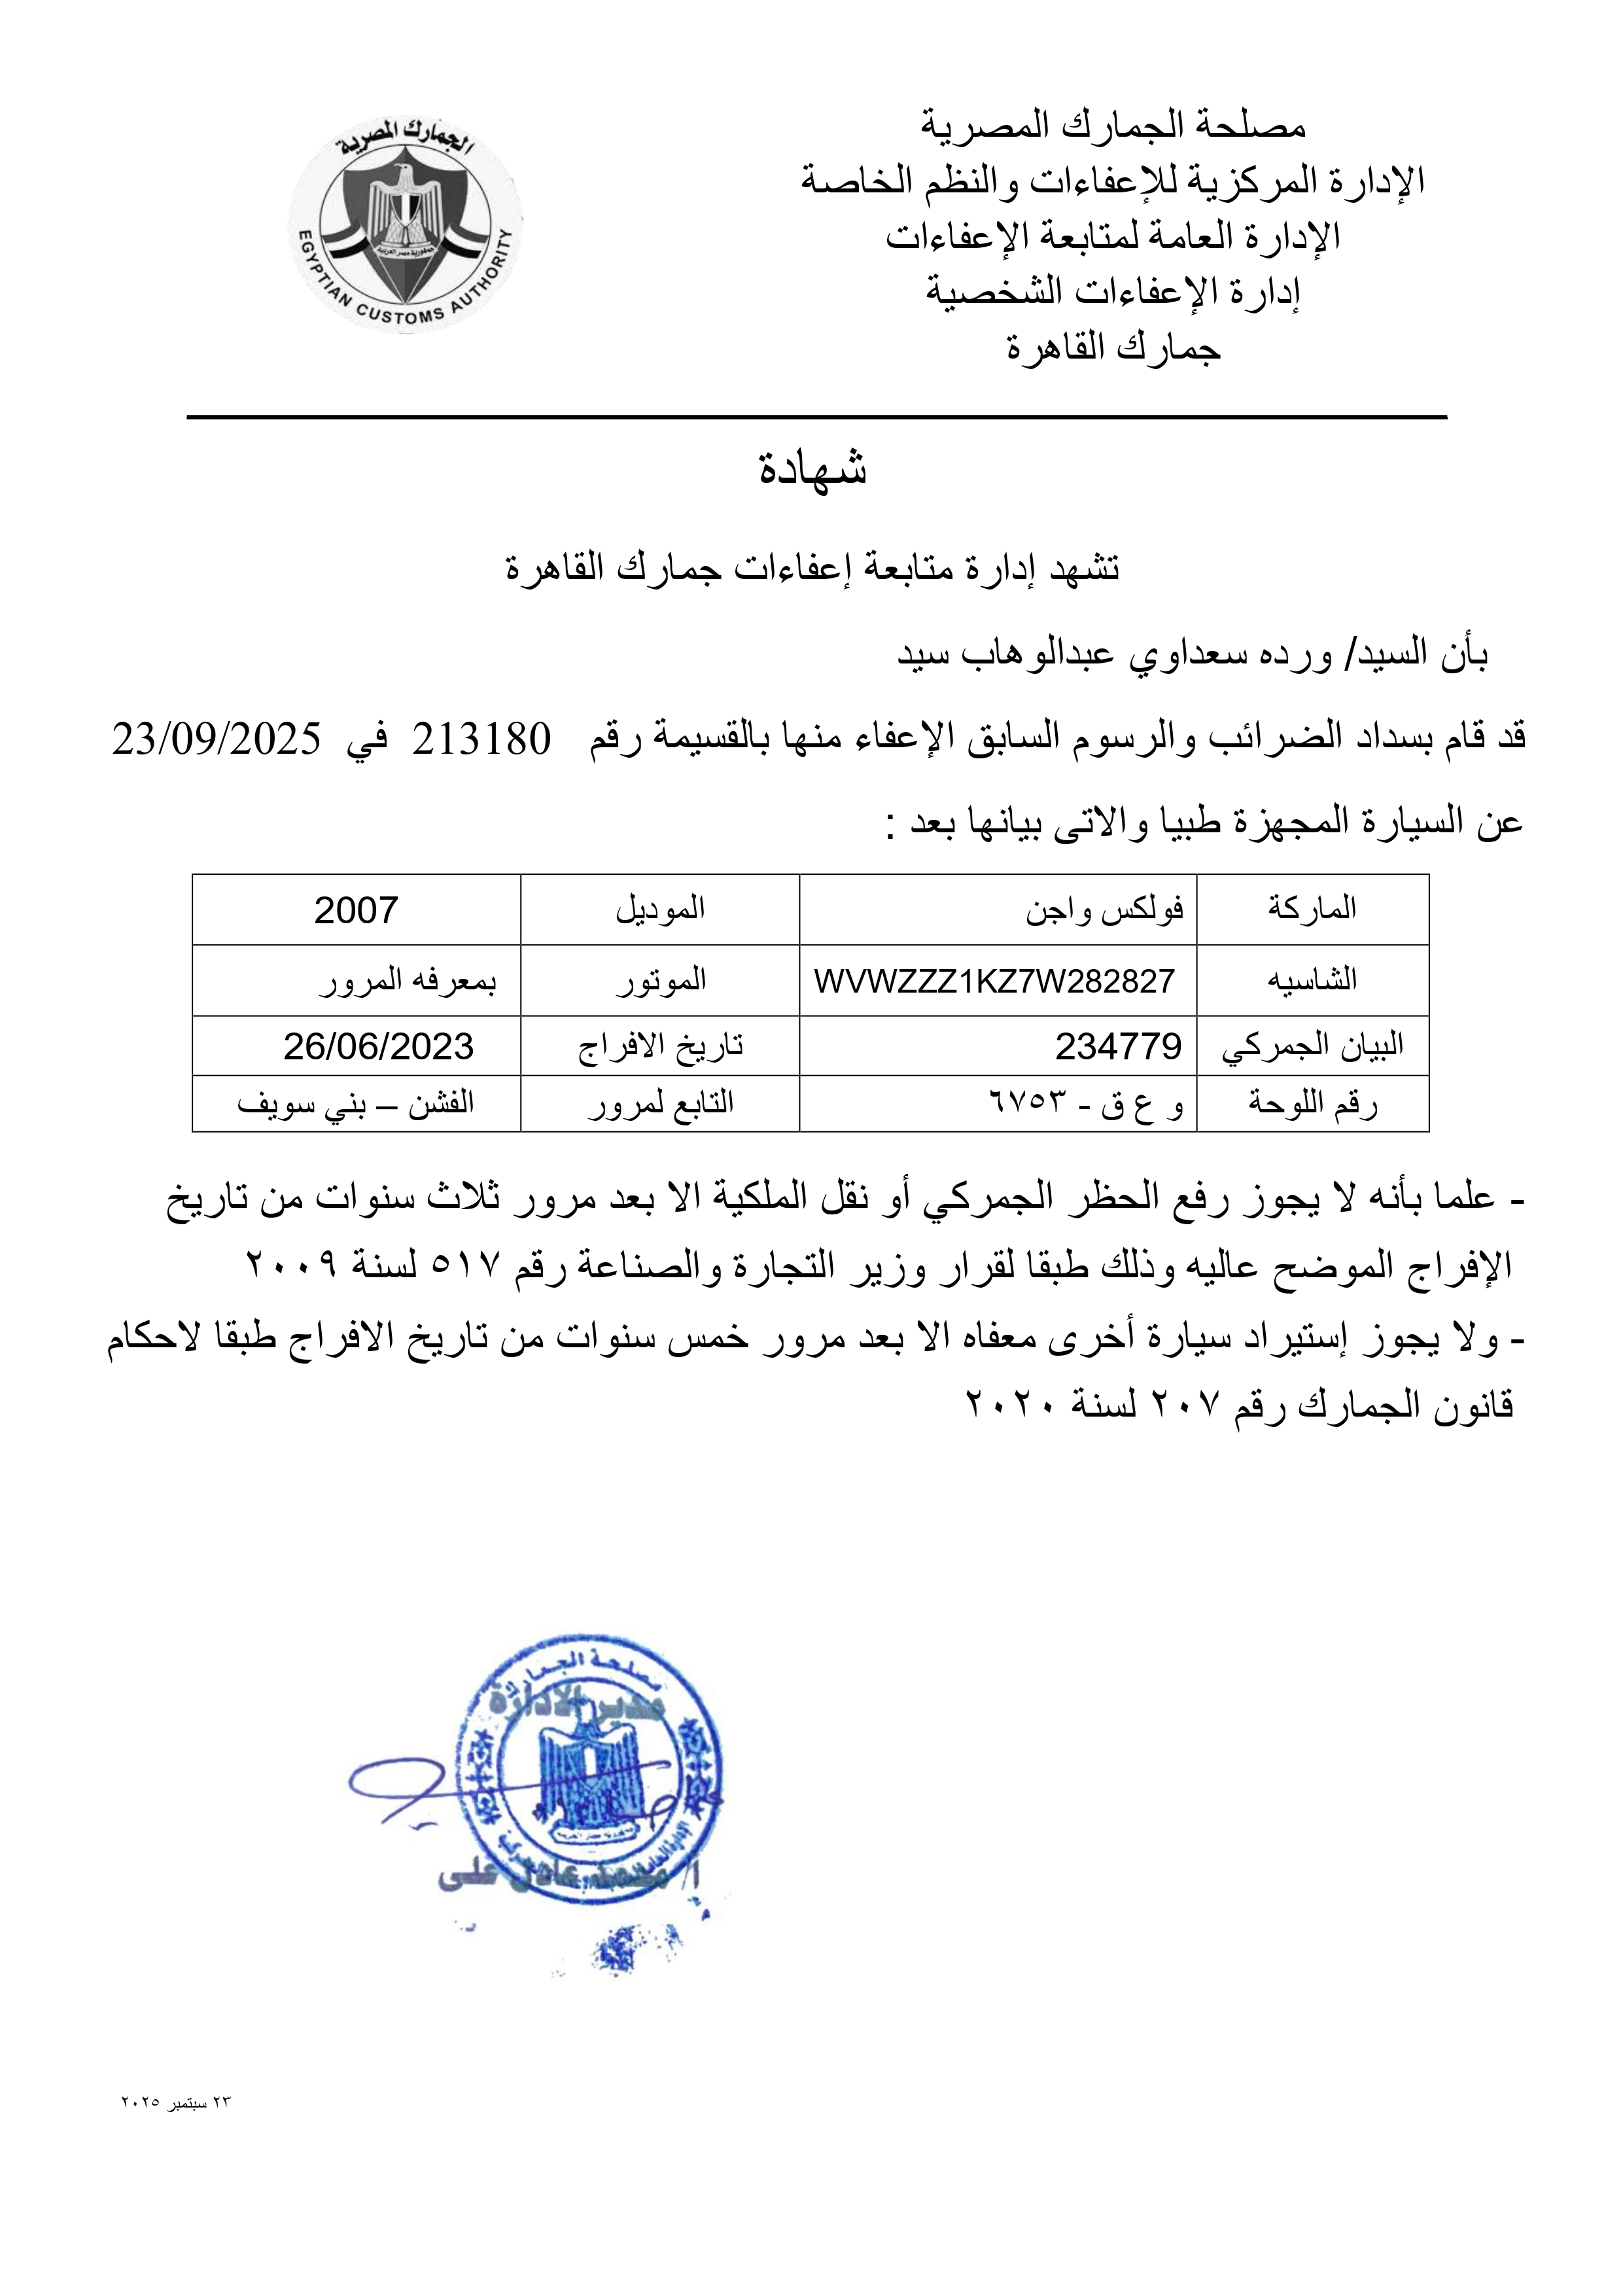 مصلحة الجمارك المصرية
الإدارة المركزية للإعفاءات والنظم الخاصة
الإدارة العامة لمتابعة الإعفاءات
إدارة الإعفاءات الشخصية
جمارك القاهرة
الجمارك المصرية
جمهورية مصر العربية
EGYPTIAN CUSTOMS AUTHORITY
شهادة
تشهد إدارة متابعة إعفاءات جمارك القاهرة
بأن السيد/ ورده سعداوي عبدالوهاب سيد
قد قام بسداد الضرائب والرسوم السابق الإعفاء منها بالقسيمة رقم 213180 في 23/09/2025
عن السيارة المجهزة طبيا والاتى بيانها بعد :
الماركة فولكس واجن الموديل 2007
الشاسيه WVWZZZ1KZ7W282827 الموتور بمعرفه المرور
البيان الجمركي 234779 تاريخ الافراج 26/06/2023
رقم اللوحة و ع ق - ٦٧٥٣ التابع لمرور الفشن – بني سويف
- علما بأنه لا يجوز رفع الحظر الجمركي أو نقل الملكية الا بعد مرور ثلاث سنوات من تاريخ
الإفراج الموضح عاليه وذلك طبقا لقرار وزير التجارة والصناعة رقم ٥١٧ لسنة ٢٠٠٩
- ولا يجوز إستيراد سيارة أخرى معفاه الا بعد مرور خمس سنوات من تاريخ الافراج طبقا لاحكام
قانون الجمارك رقم ٢٠٧ لسنة ٢٠٢٠
مصلحة الجمارك
مدير الادارة
ا/ محمد عادل على
٢٣ سبتمبر ٢٠٢٥